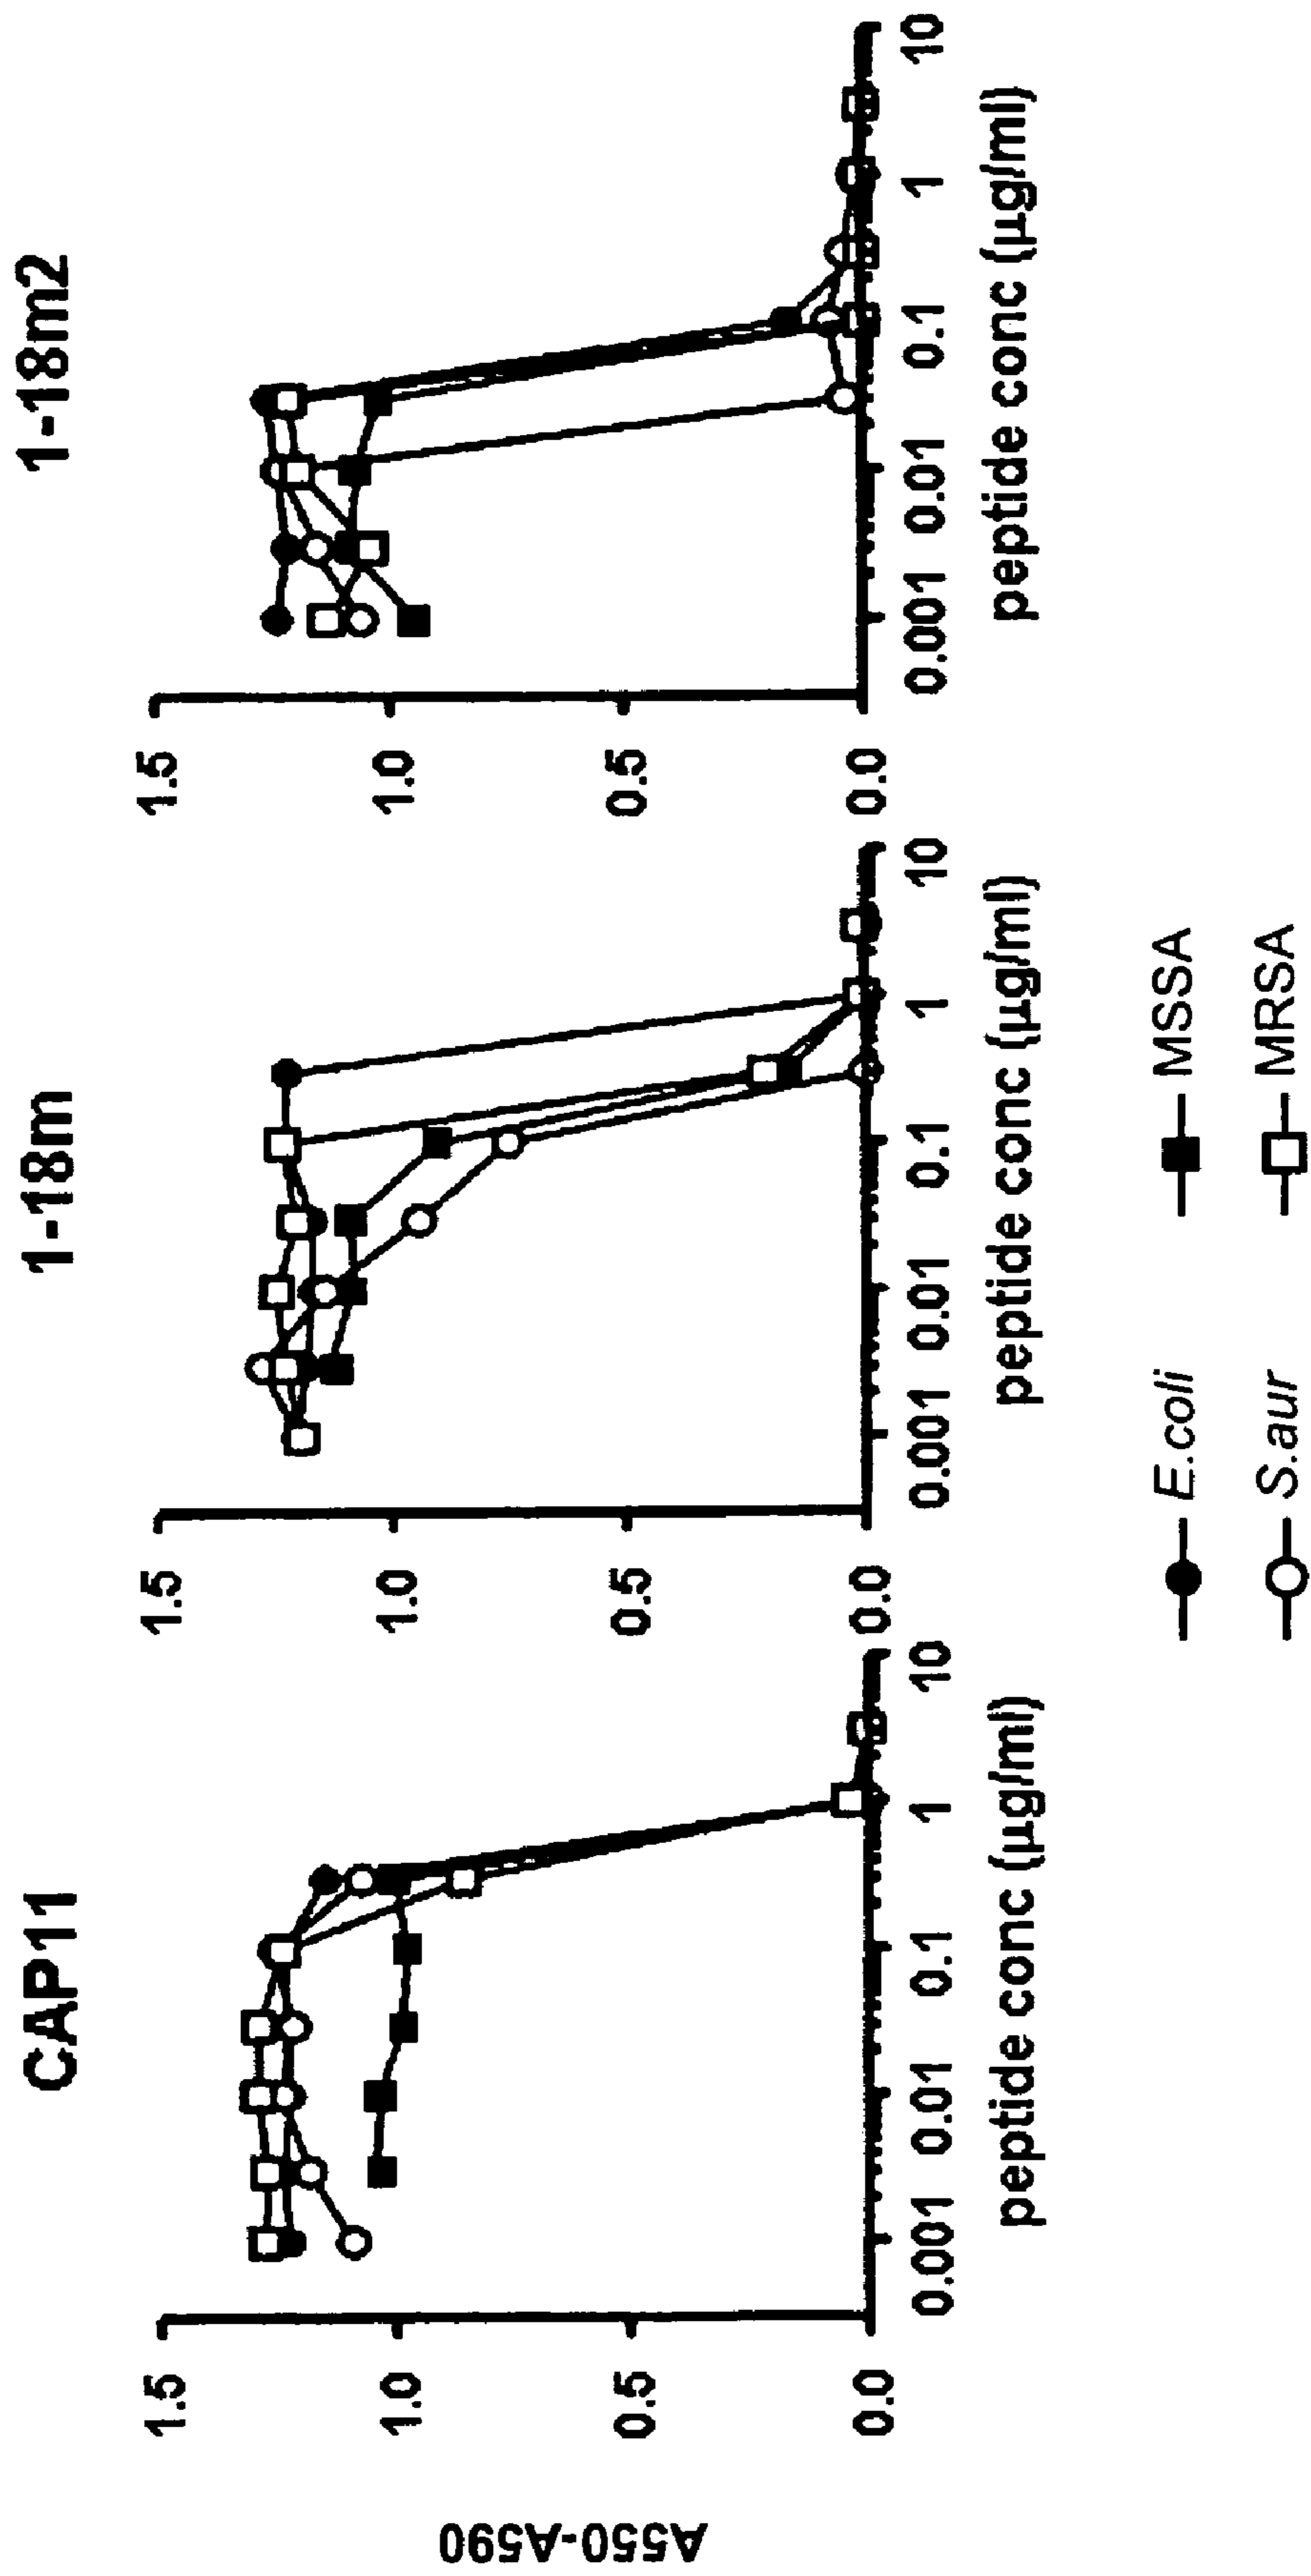 CAP11
1-18m
1-18m2
A550-A590
1.5
1.0
0.5
0.0
0.001 0.01 0.1 1 10
peptide conc (µg/ml)
1.5
1.0
0.5
0.0
0.001 0.01 0.1 1 10
peptide conc (µg/ml)
1.5
1.0
0.5
0.0
0.001 0.01 0.1 1 10
peptide conc (µg/ml)
E.coli MSSA
S.aur MRSA